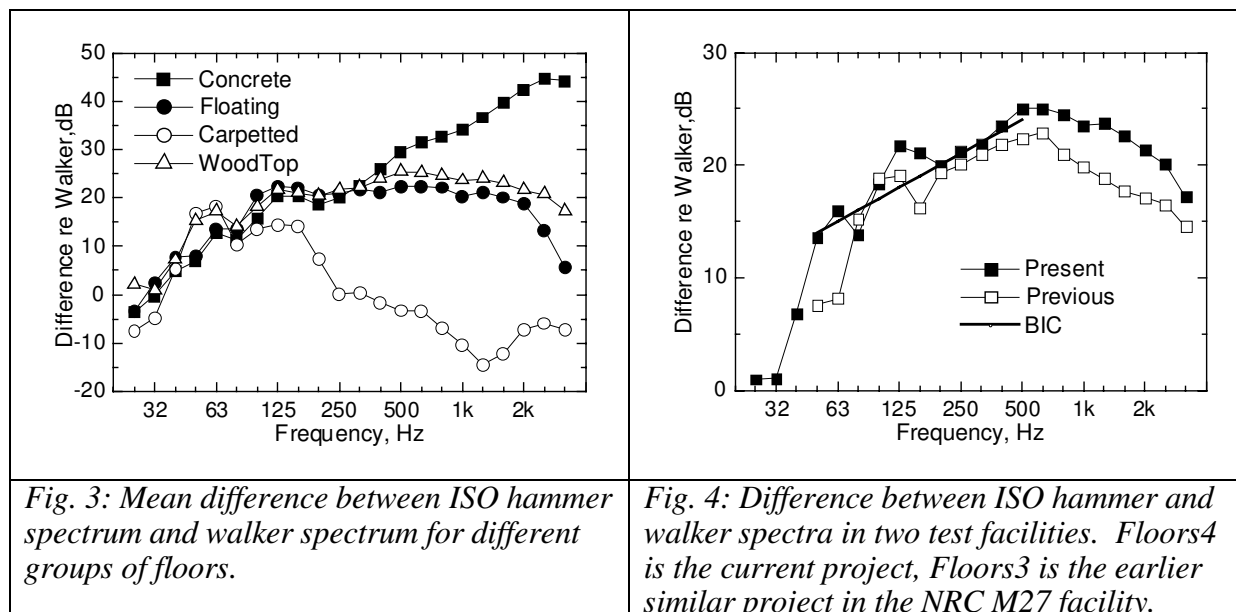 50
40
30
20
10
0
-10
-20
Difference re Walker,dB
Concrete
Floating
Carpetted
WoodTop
32 63 125 250 500 1k 2k
Frequency, Hz
30
20
10
0
Difference re Walker, dB
Present
Previous
BIC
32 63 125 250 500 1k 2k
Frequency, Hz
Fig. 3: Mean difference between ISO hammer
spectrum and walker spectrum for different
groups of floors.
Fig. 4: Difference between ISO hammer and
walker spectra in two test facilities. Floors4
is the current project, Floors3 is the earlier
similar project in the NRC M27 facility.